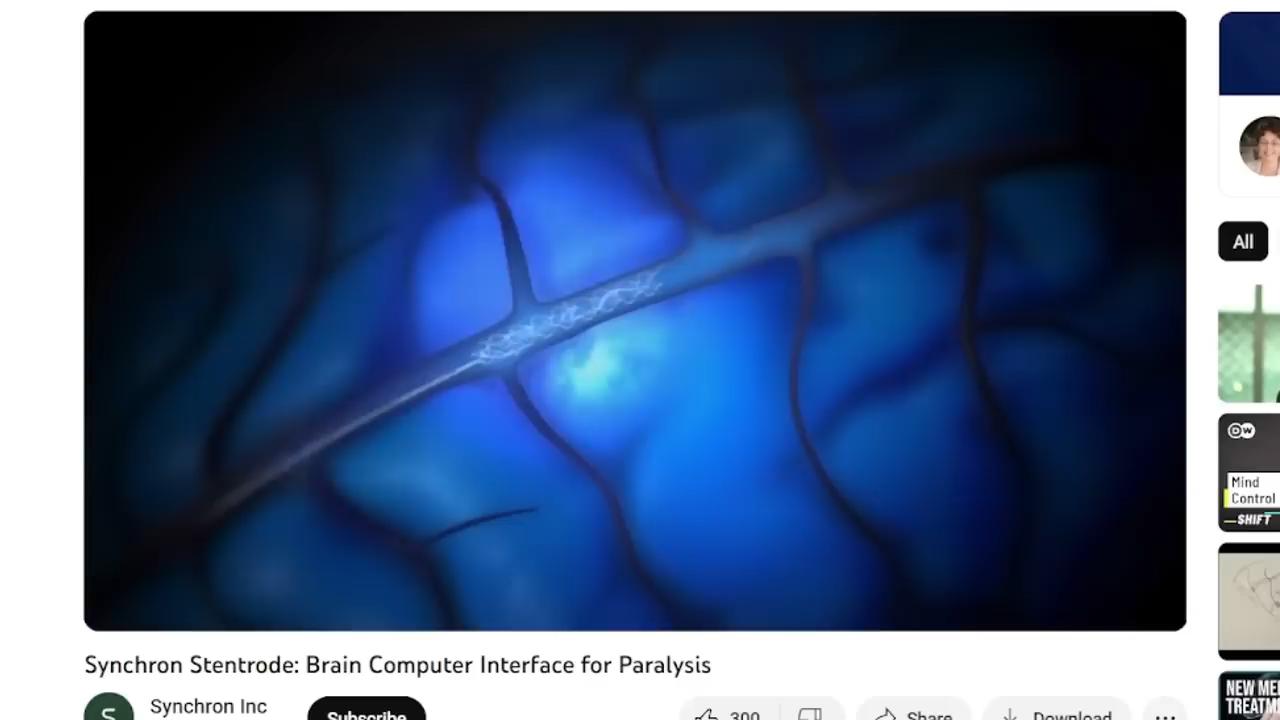 All
DW
Mind
Control
SHIFT
Synchron Stentrode: Brain Computer Interface for Paralysis
S
Synchron Inc
Subscribe
300
Share
Download
NEW ME
TREATM